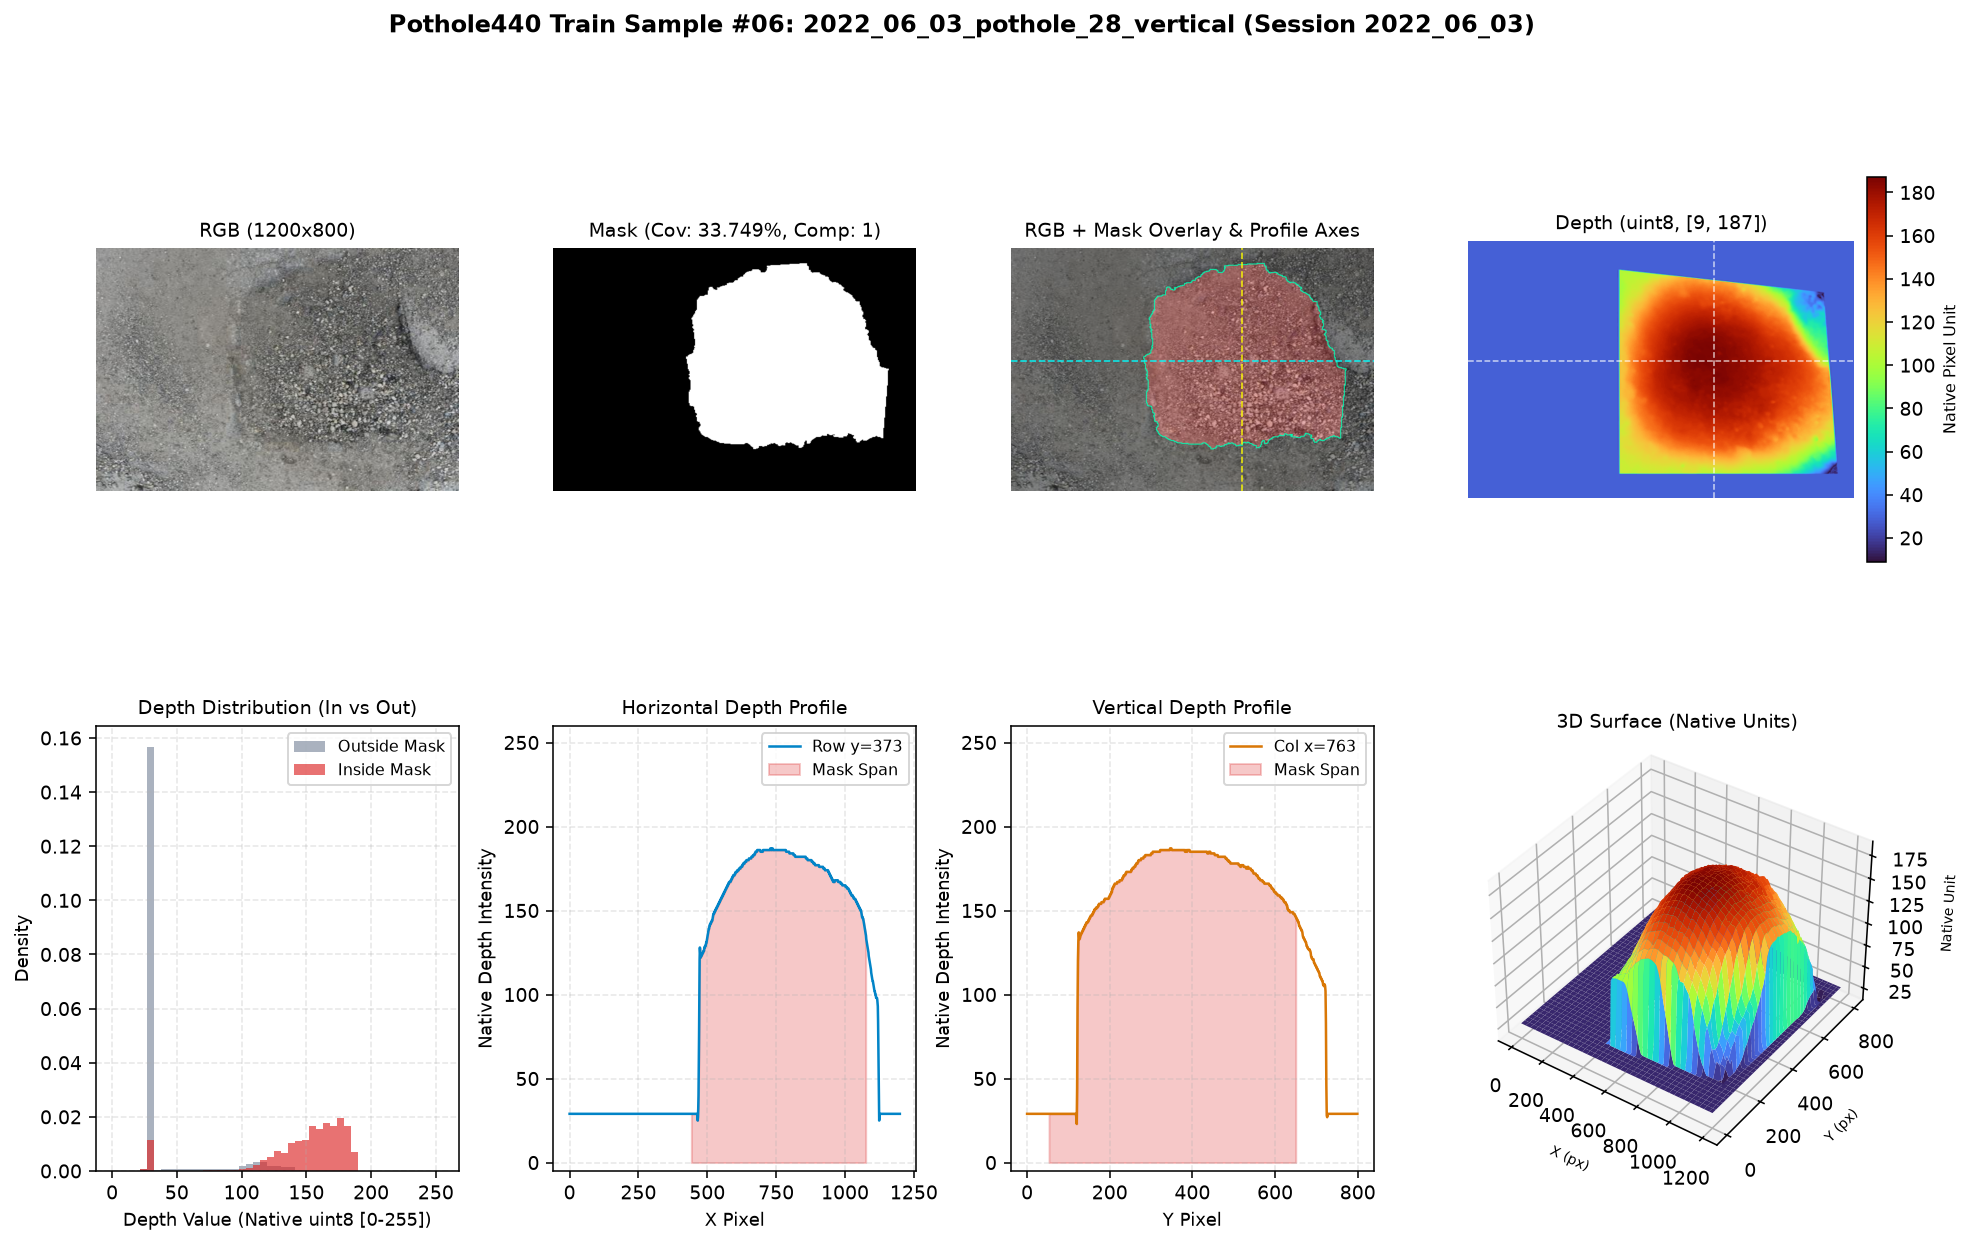 Pothole440 Train Sample #06: 2022_06_03_pothole_28_vertical (Session 2022_06_03)
RGB (1200x800)
Mask (Cov: 33.749%, Comp: 1)
RGB + Mask Overlay & Profile Axes
Depth (uint8, [9, 187])
180
160
140
120
100
80
60
40
20
Native Pixel Unit
Depth Distribution (In vs Out)
Outside Mask
Inside Mask
0.16
0.14
0.12
0.10
0.08
0.06
0.04
0.02
0.00
Density
0 50 100 150 200 250
Depth Value (Native uint8 [0-255])
Horizontal Depth Profile
Row y=373
Mask Span
250
200
150
100
50
0
Native Depth Intensity
0 250 500 750 1000 1250
X Pixel
Vertical Depth Profile
Col x=763
Mask Span
250
200
150
100
50
0
Native Depth Intensity
0 200 400 600 800
Y Pixel
3D Surface (Native Units)
175
150
125
100
75
50
25
Native Unit
0 200 400 600 800 1000 1200
X (px)
0 200 400 600 800
Y (px)